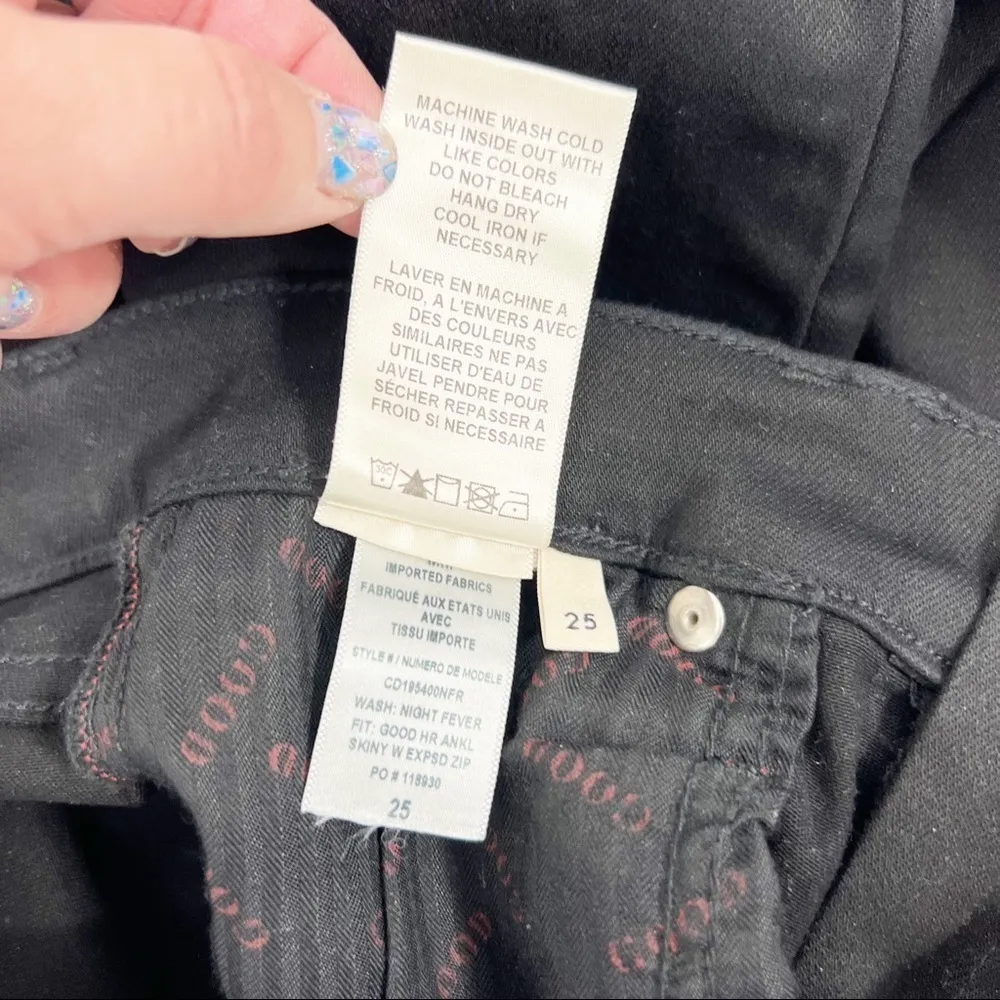 MACHINE WASH COLD
WASH INSIDE OUT WITH
LIKE COLORS
DO NOT BLEACH
HANG DRY
COOL IRON IF
NECESSARY
LAVER EN MACHINE A
FROID, A L'ENVERS AVEC
DES COULEURS
SIMILAIRES NE PAS
UTILISER D'EAU DE
JAVEL PENDRE POUR
SÉCHER REPASSER A
FROID SI NECESSAIRE
30C
IMPORTED FABRICS
FABRIQUÉ AUX ETATS UNIS
AVEC
TISSU IMPORTE
STYLE # / NUMERO DE MODELE
CD195400NFR
WASH: NIGHT FEVER
FIT: GOOD HR ANKL
SKINY W EXPSD ZIP
PO # 118930
25
25
GOOD
GOOD
GOOD
GOOD